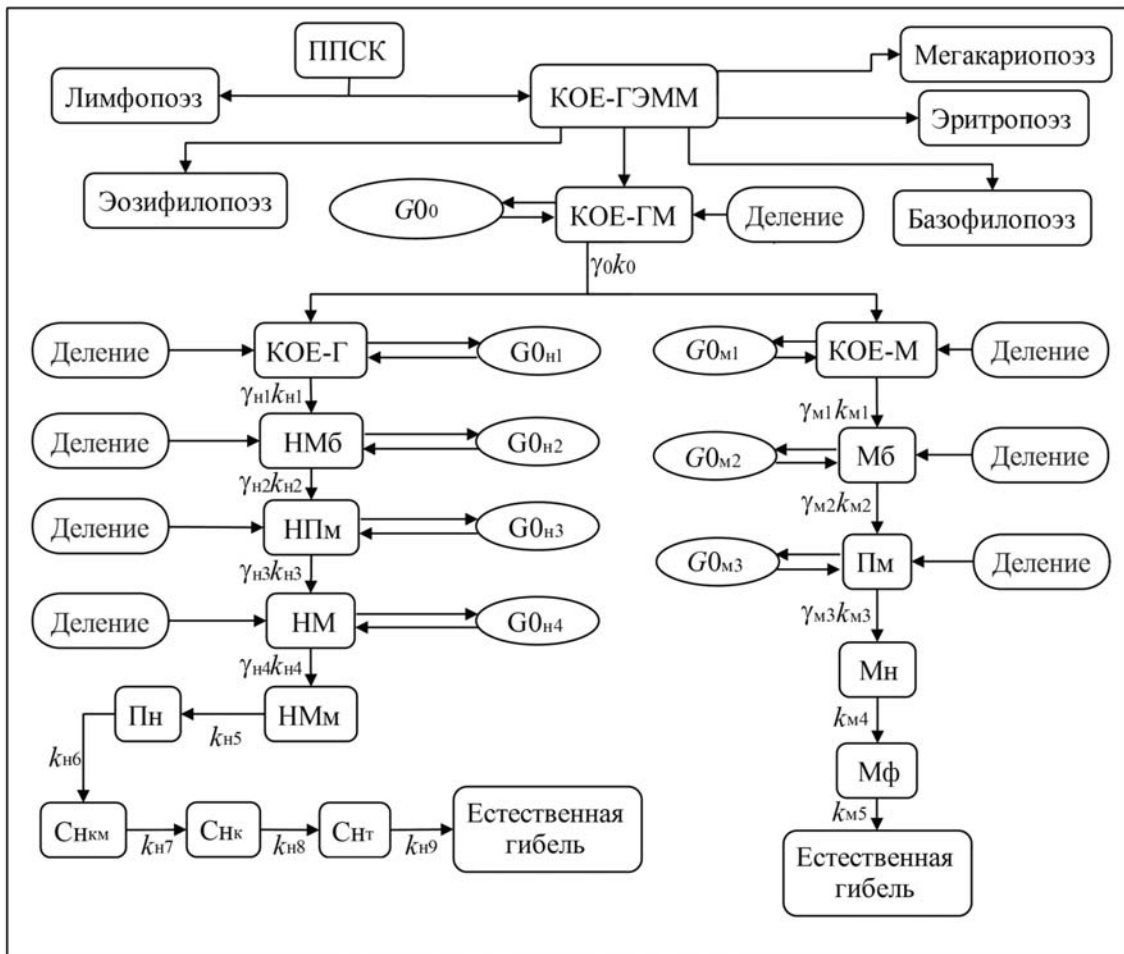 ППСК
Мегакариопоэз
Лимфопоэз
КОЕ-ГЭММ
Эритропоэз
Эозифилопоэз
G0₀
КОЕ-ГМ
Деление
Базофилопоэз
γ₀k₀
Деление
КОЕ-Г
G0н1
G0м1
КОЕ-М
Деление
γн1kн1
γм1kм1
Деление
НМб
G0н2
G0м2
Мб
Деление
γн2kн2
γм2kм2
Деление
НПм
G0н3
G0м3
Пм
Деление
γн3kн3
γм3kм3
Деление
НМ
G0н4
γн4kн4
Мн
Пн
kн5
НМм
kм4
kн6
Мф
kм5
Снкм
kн7
Снк
kн8
Снт
kн9
Естественная
гибель
Естественная
гибель